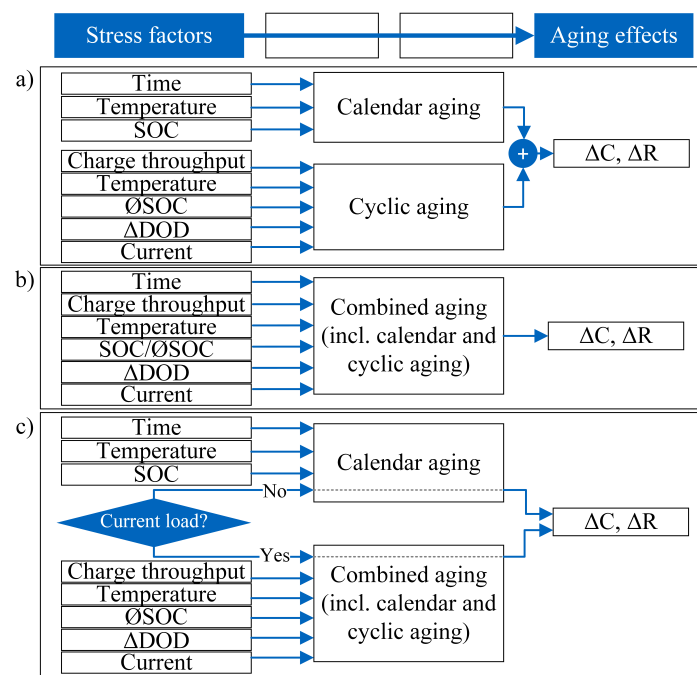 Stress factors
Aging effects
a)
Time
Temperature
SOC
Calendar aging
Charge throughput
Temperature
ØSOC
ΔDOD
Current
Cyclic aging
+
ΔC, ΔR
b)
Time
Charge throughput
Temperature
SOC/ØSOC
ΔDOD
Current
Combined aging
(incl. calendar and
cyclic aging)
ΔC, ΔR
c)
Time
Temperature
SOC
Calendar aging
No
Current load?
Yes
ΔC, ΔR
Charge throughput
Temperature
ØSOC
ΔDOD
Current
Combined aging
(incl. calendar and
cyclic aging)